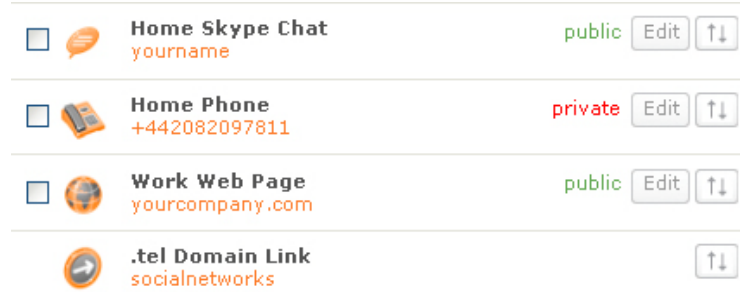 Home Skype Chat public Edit
yourname
Home Phone private Edit
+442082097811
Work Web Page public Edit
yourcompany.com
.tel Domain Link
socialnetworks